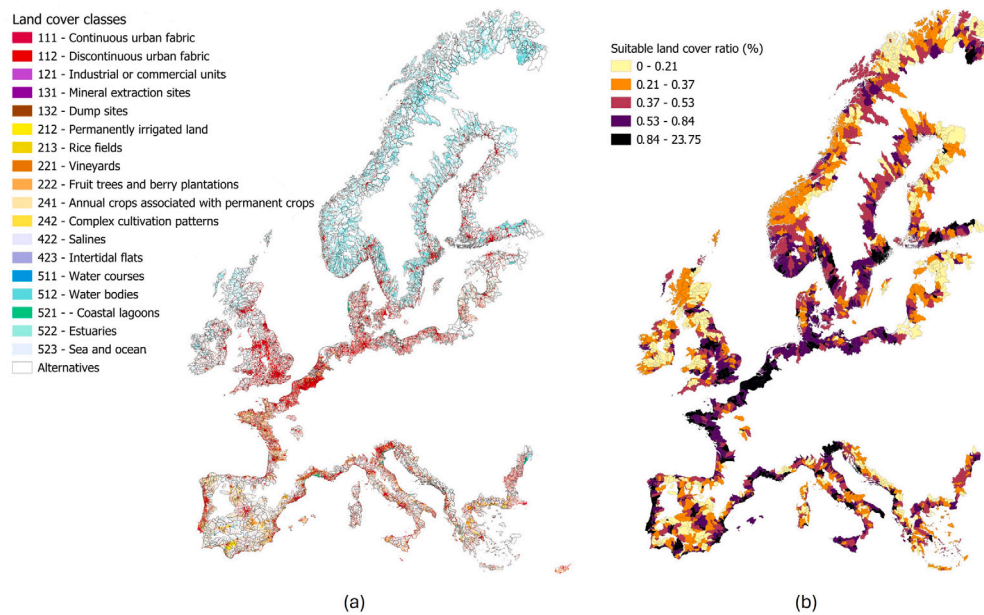 Land cover classes
111 - Continuous urban fabric
112 - Discontinuous urban fabric
121 - Industrial or commercial units
131 - Mineral extraction sites
132 - Dump sites
212 - Permanently irrigated land
213 - Rice fields
221 - Vineyards
222 - Fruit trees and berry plantations
241 - Annual crops associated with permanent crops
242 - Complex cultivation patterns
422 - Salines
423 - Intertidal flats
511 - Water courses
512 - Water bodies
521 - - Coastal lagoons
522 - Estuaries
523 - Sea and ocean
Alternatives
Suitable land cover ratio (%)
0 - 0.21
0.21 - 0.37
0.37 - 0.53
0.53 - 0.84
0.84 - 23.75
(a)
(b)